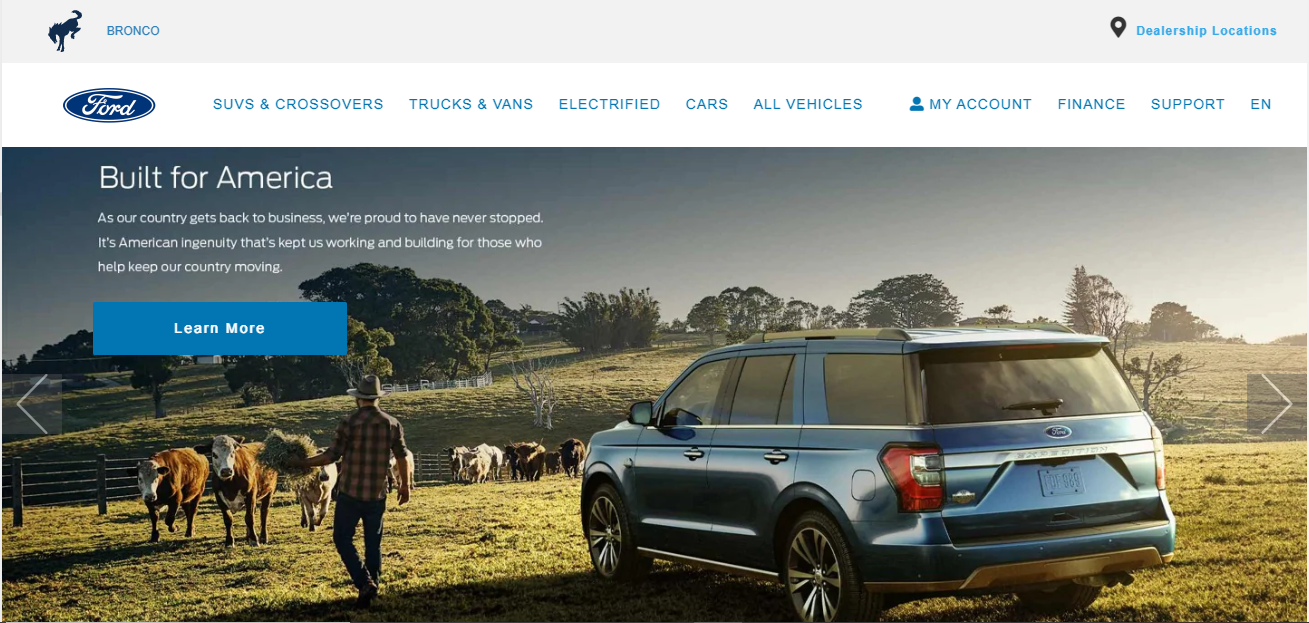 BRONCO
Dealership Locations
Ford
SUVS & CROSSOVERS TRUCKS & VANS ELECTRIFIED CARS ALL VEHICLES MY ACCOUNT FINANCE SUPPORT EN
Built for America
As our country gets back to business, we're proud to have never stopped.
It's American ingenuity that's kept us working and building for those who
help keep our country moving.
Learn More
Ford
EXPEDITION